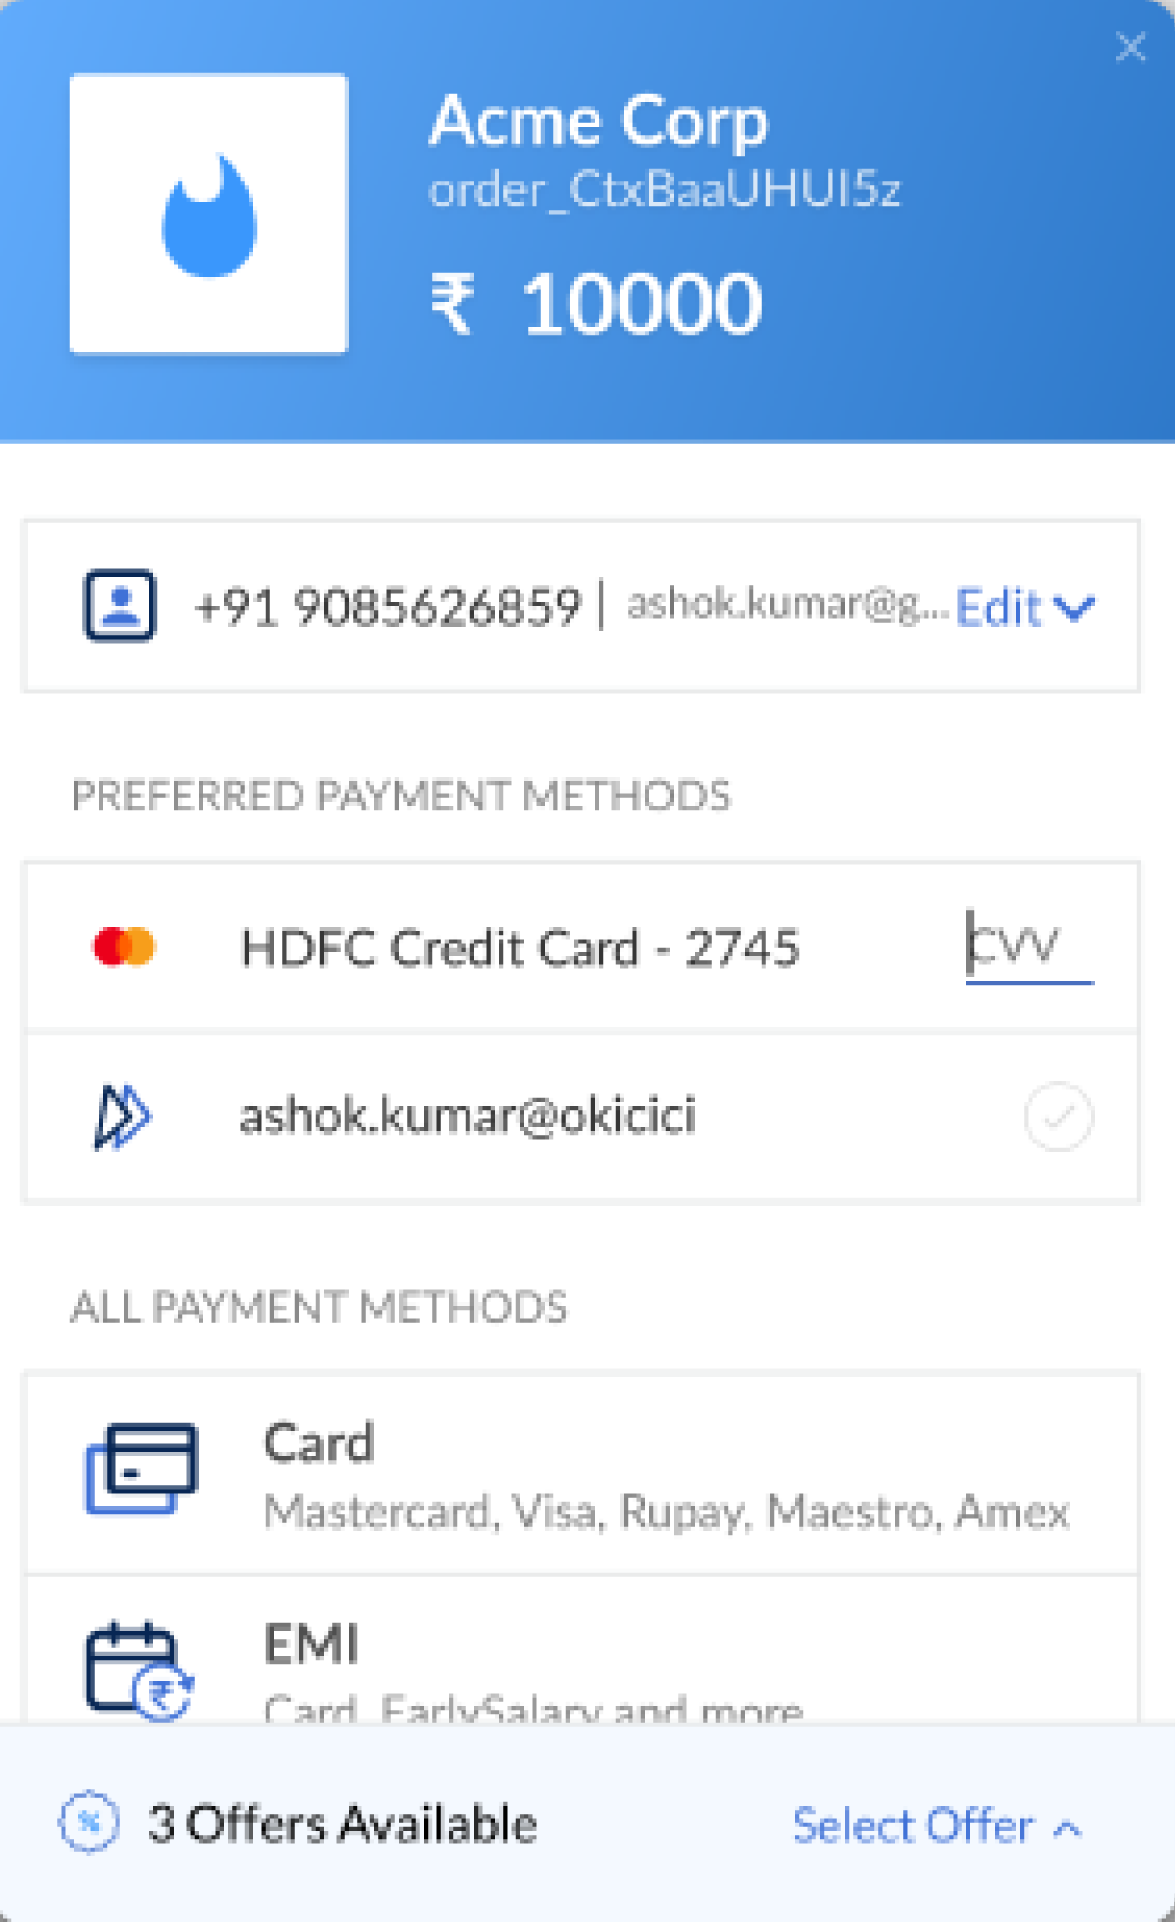 Acme Corp
order_CtxBaaUHUI5z
₹ 10000
+91 9085626859 | ashok.kumar@g... Edit
PREFERRED PAYMENT METHODS
HDFC Credit Card - 2745 CVV
ashok.kumar@okicici
ALL PAYMENT METHODS
Card
Mastercard, Visa, Rupay, Maestro, Amex
EMI
Card, EarlySalary and more
3 Offers Available Select Offer